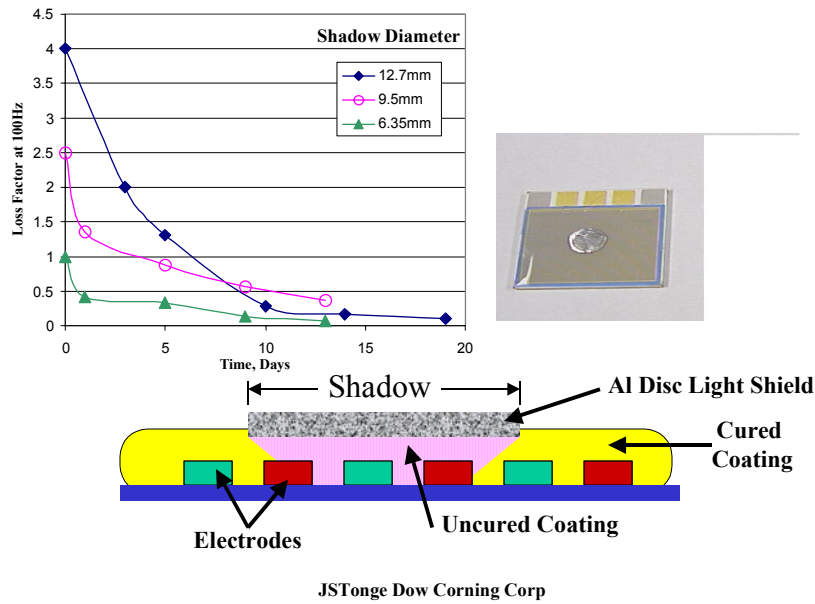 Shadow Diameter
12.7mm
9.5mm
6.35mm
Loss Factor at 100Hz
4.5
4
3.5
3
2.5
2
1.5
1
0.5
0
0
5
10
15
20
Time, Days
Shadow
Al Disc Light Shield
Cured
Coating
Uncured Coating
Electrodes
JSTonge Dow Corning Corp